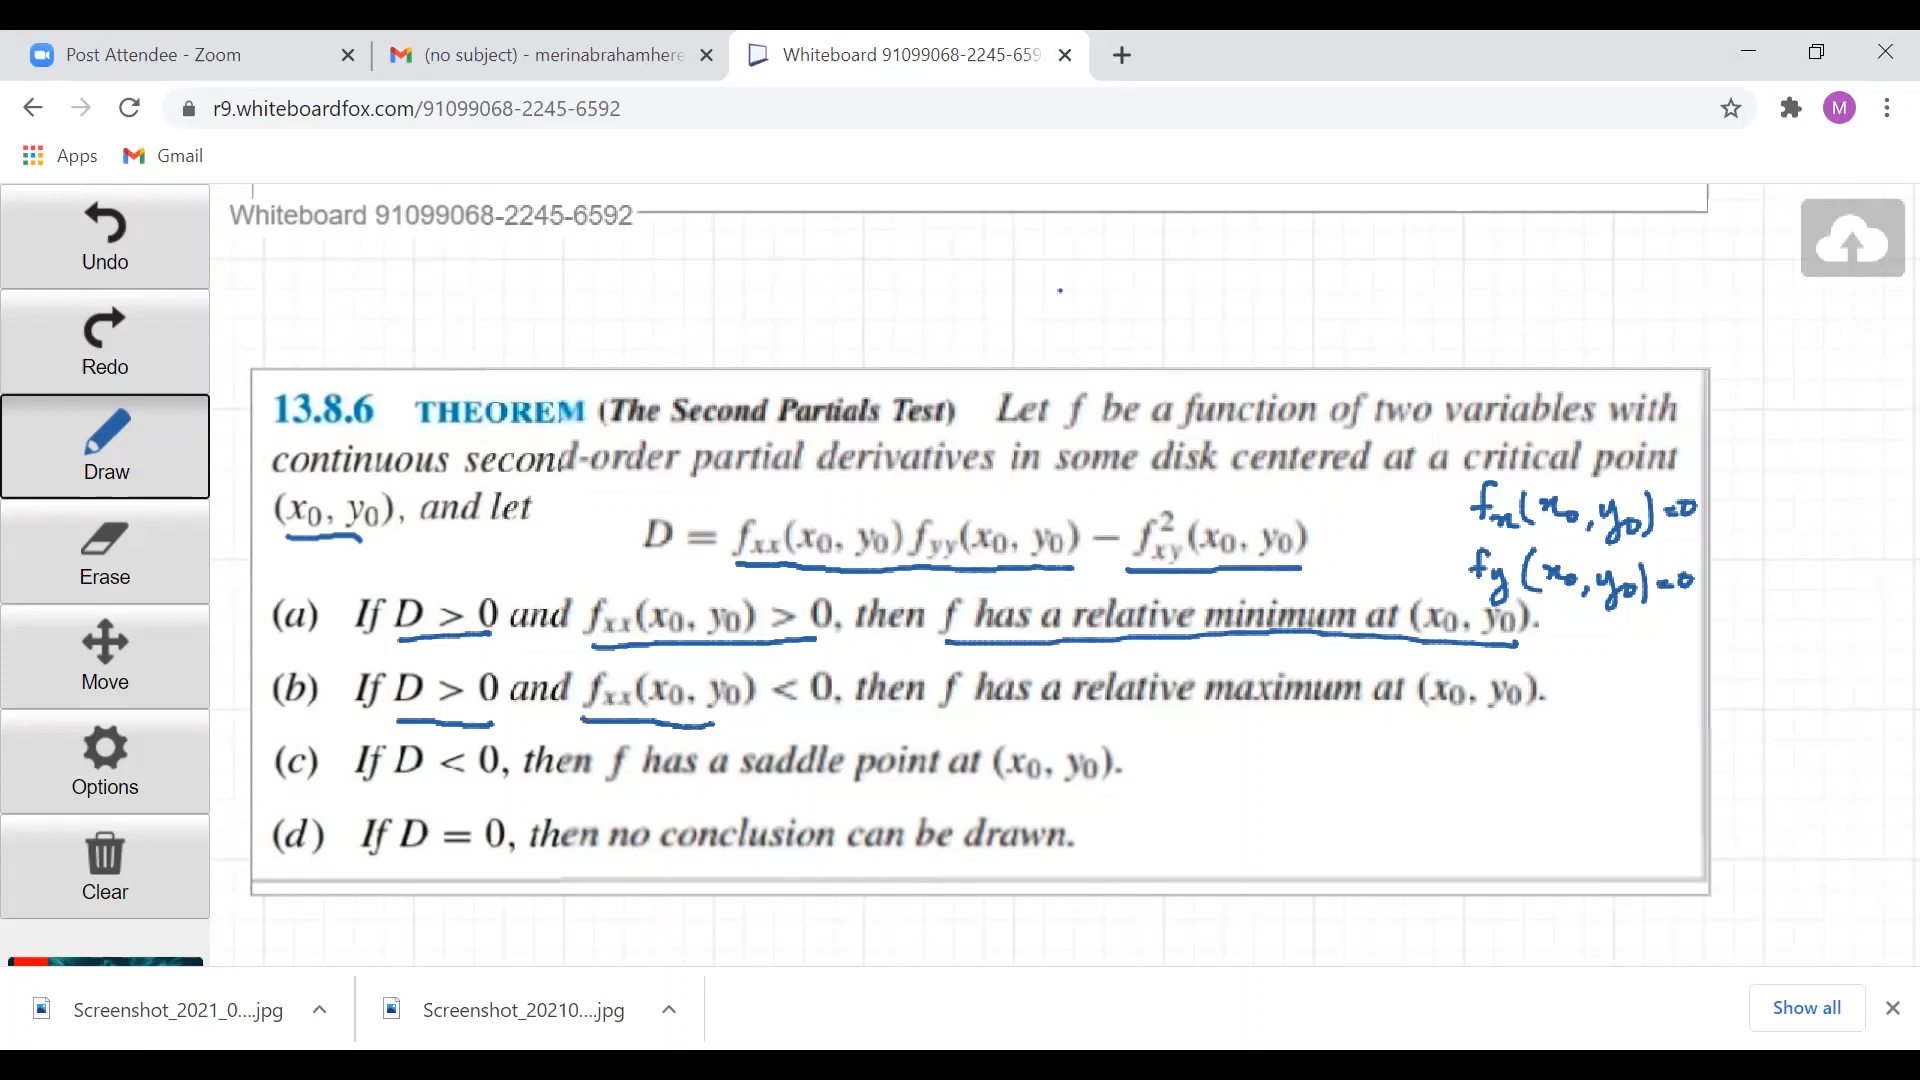 Post Attendee - Zoom
(no subject) - merinabrahamhere
Whiteboard 91099068-2245-659
r9.whiteboardfox.com/91099068-2245-6592
M
Apps
Gmail
Undo
Redo
Draw
Erase
Move
Options
Clear
Whiteboard 91099068-2245-6592
13.8.6 THEOREM (The Second Partials Test) Let f be a function of two variables with
continuous second-order partial derivatives in some disk centered at a critical point
(x₀, y₀), and let
D = fₓₓ(x₀, y₀) f_yy(x₀, y₀) − f²_xy(x₀, y₀)
fₓ(x₀, y₀)=0
f_y(x₀, y₀)=0
(a) If D > 0 and fₓₓ(x₀, y₀) > 0, then f has a relative minimum at (x₀, y₀).
(b) If D > 0 and fₓₓ(x₀, y₀) < 0, then f has a relative maximum at (x₀, y₀).
(c) If D < 0, then f has a saddle point at (x₀, y₀).
(d) If D = 0, then no conclusion can be drawn.
Screenshot_2021_0....jpg
Screenshot_20210....jpg
Show all